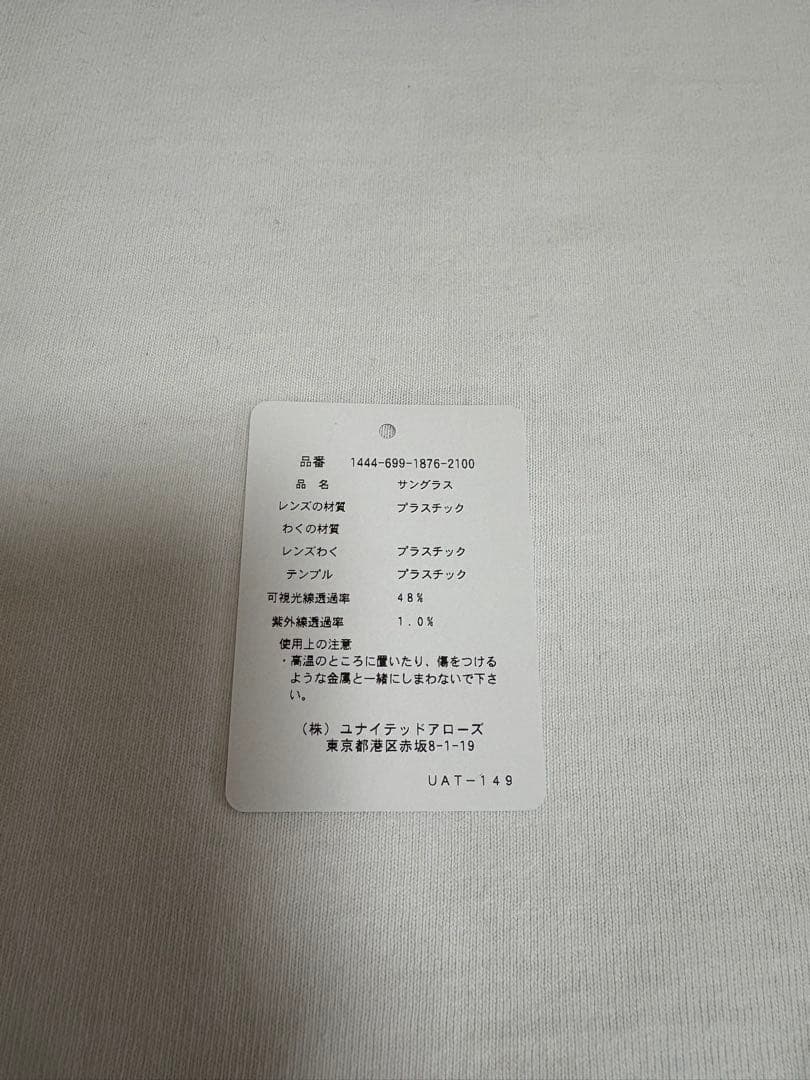 品番 1444-699-1876-2100
品 名 サングラス
レンズの材質 プラスチック
わくの材質
レンズわく プラスチック
テンプル プラスチック
可視光線透過率 48%
紫外線透過率 1.0%
使用上の注意
・高温のところに置いたり、傷をつける
ような金属と一緒にしまわないで下さ
い。
(株)ユナイテッドアローズ
東京都港区赤坂8-1-19
UAT-149